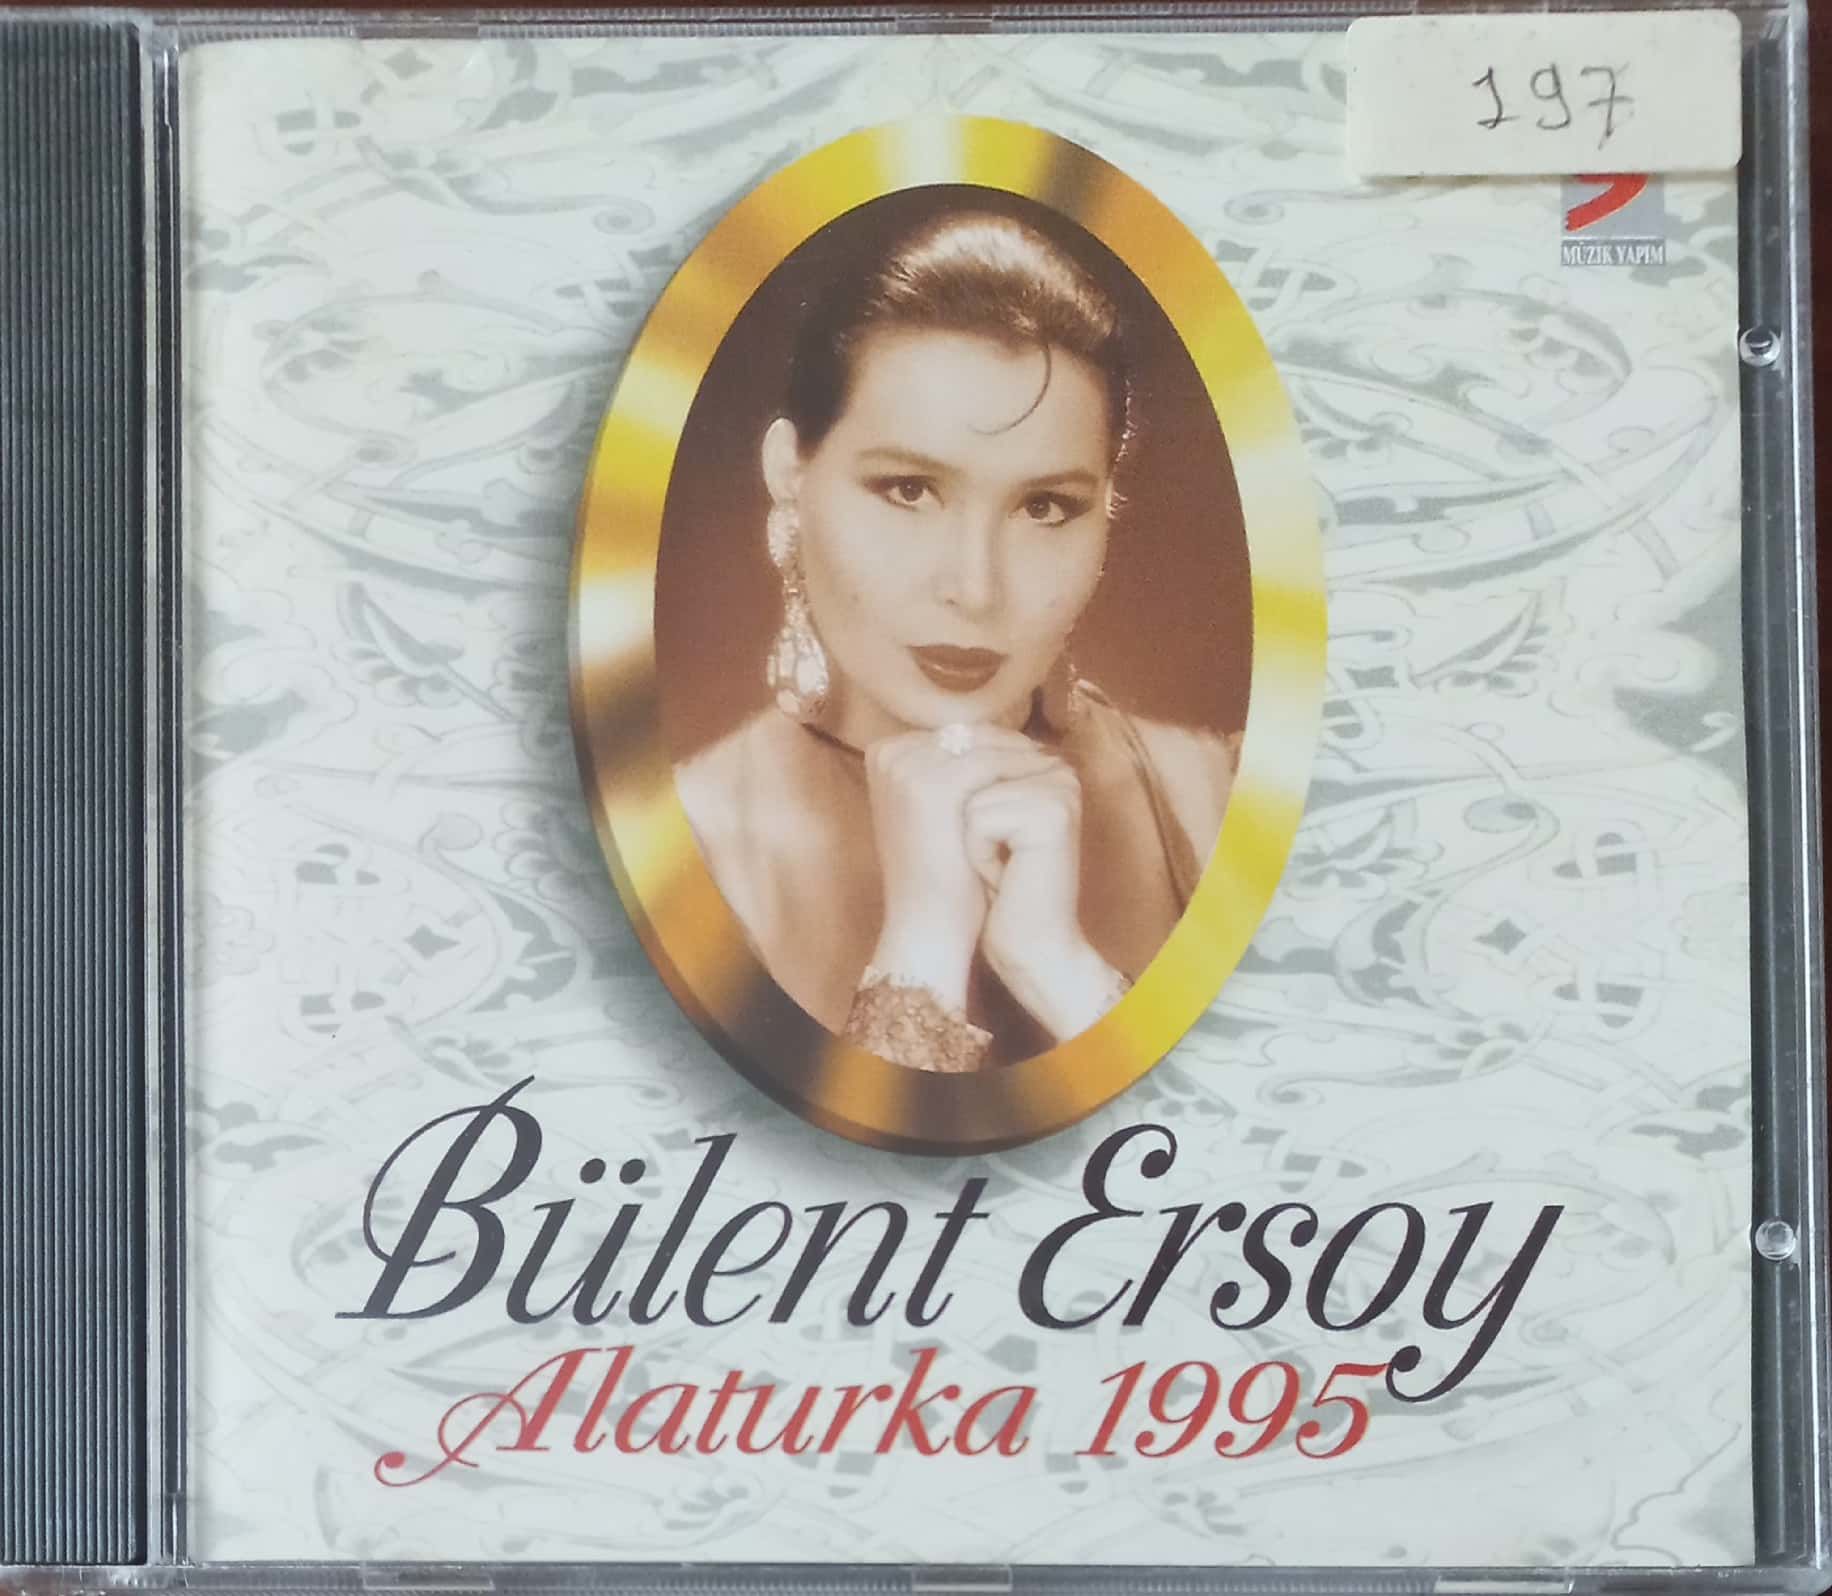 197
MÜZİK YAPIM
Bülent Ersoy
Alaturka 1995